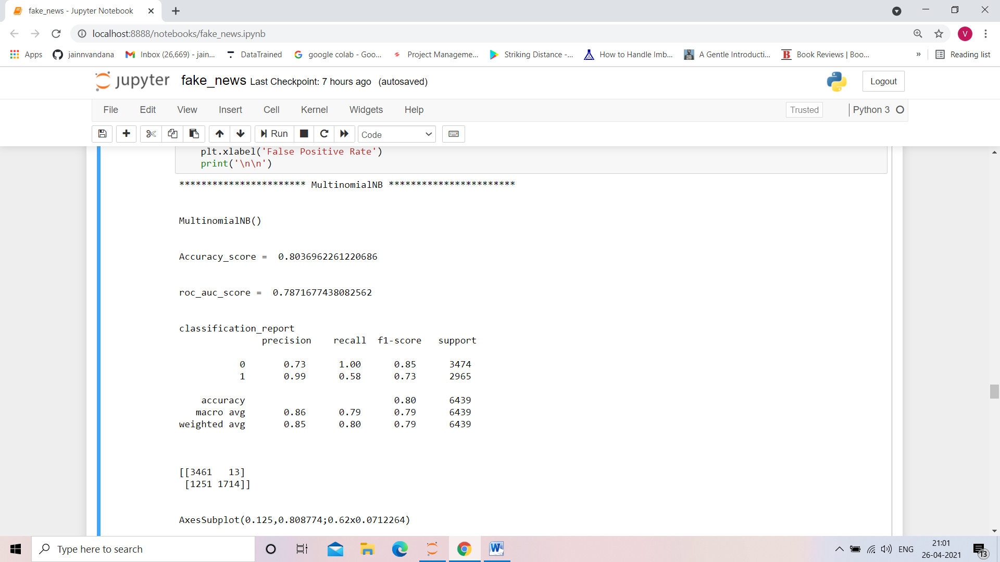 fake_news - Jupyter Notebook
localhost:8888/notebooks/fake_news.ipynb
V
Apps jainnvandana Inbox (26,669) - jain... DataTrained google colab - Goo... Project Manageme... Striking Distance -... How to Handle Imb... A Gentle Introducti... B Book Reviews | Boo... » Reading list
jupyter fake_news Last Checkpoint: 7 hours ago (autosaved) Logout
File Edit View Insert Cell Kernel Widgets Help Trusted Python 3
Run Code
plt.xlabel('False Positive Rate')
print('\n\n')
*********************** MultinomialNB ***********************
MultinomialNB()
Accuracy_score =  0.8036962261220686
roc_auc_score =  0.7871677438082562
classification_report
precision recall f1-score support
0 0.73 1.00 0.85 3474
1 0.99 0.58 0.73 2965
accuracy 0.80 6439
macro avg 0.86 0.79 0.79 6439
weighted avg 0.85 0.80 0.79 6439
[[3461   13]
[1251 1714]]
AxesSubplot(0.125,0.808774;0.62x0.0712264)
Type here to search
ENG
21:01
26-04-2021
13